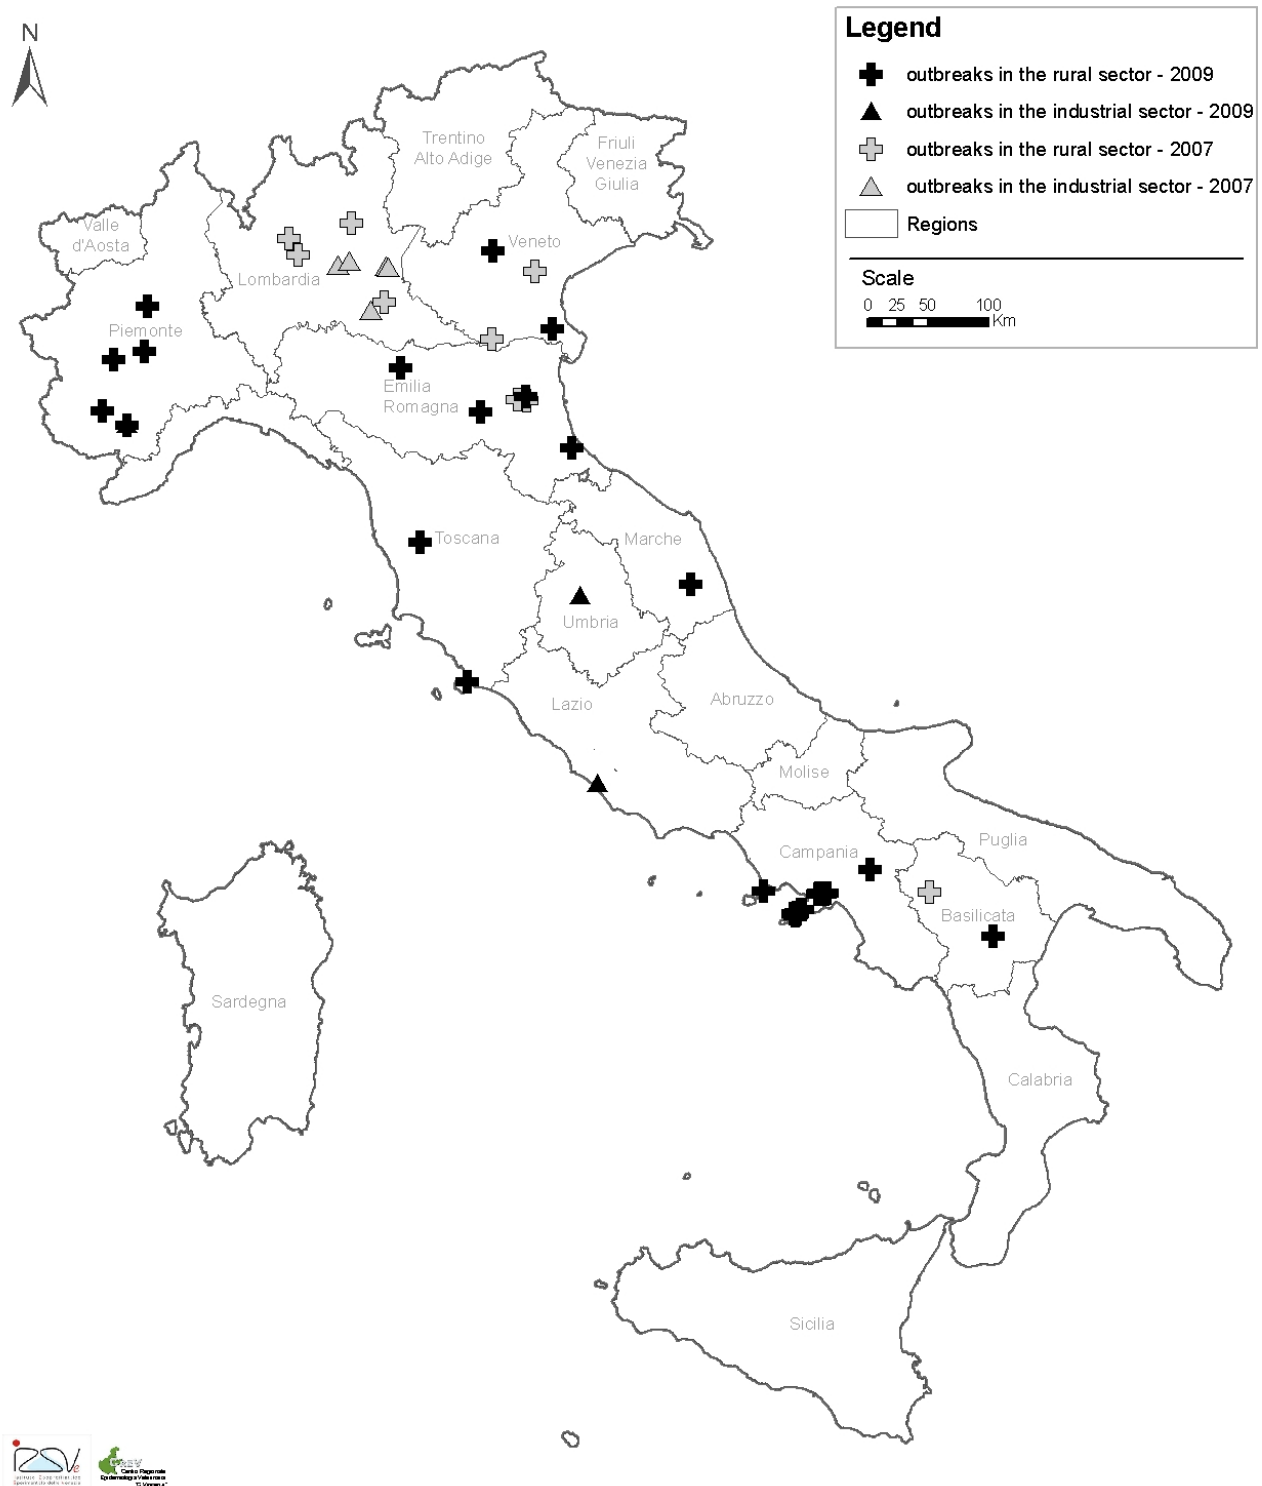 N
Legend
outbreaks in the rural sector - 2009
outbreaks in the industrial sector - 2009
outbreaks in the rural sector - 2007
outbreaks in the industrial sector - 2007
Regions
Scale
0 25 50 100
Km
Trentino
Alto Adige
Friuli
Venezia
Giulia
Valle
d'Aosta
Veneto
Lombardia
Piemonte
Emilia
Romagna
Toscana
Marche
Umbria
Lazio
Abruzzo
Molise
Campania
Puglia
Basilicata
Sardegna
Calabria
Sicilia
Centro Regionale